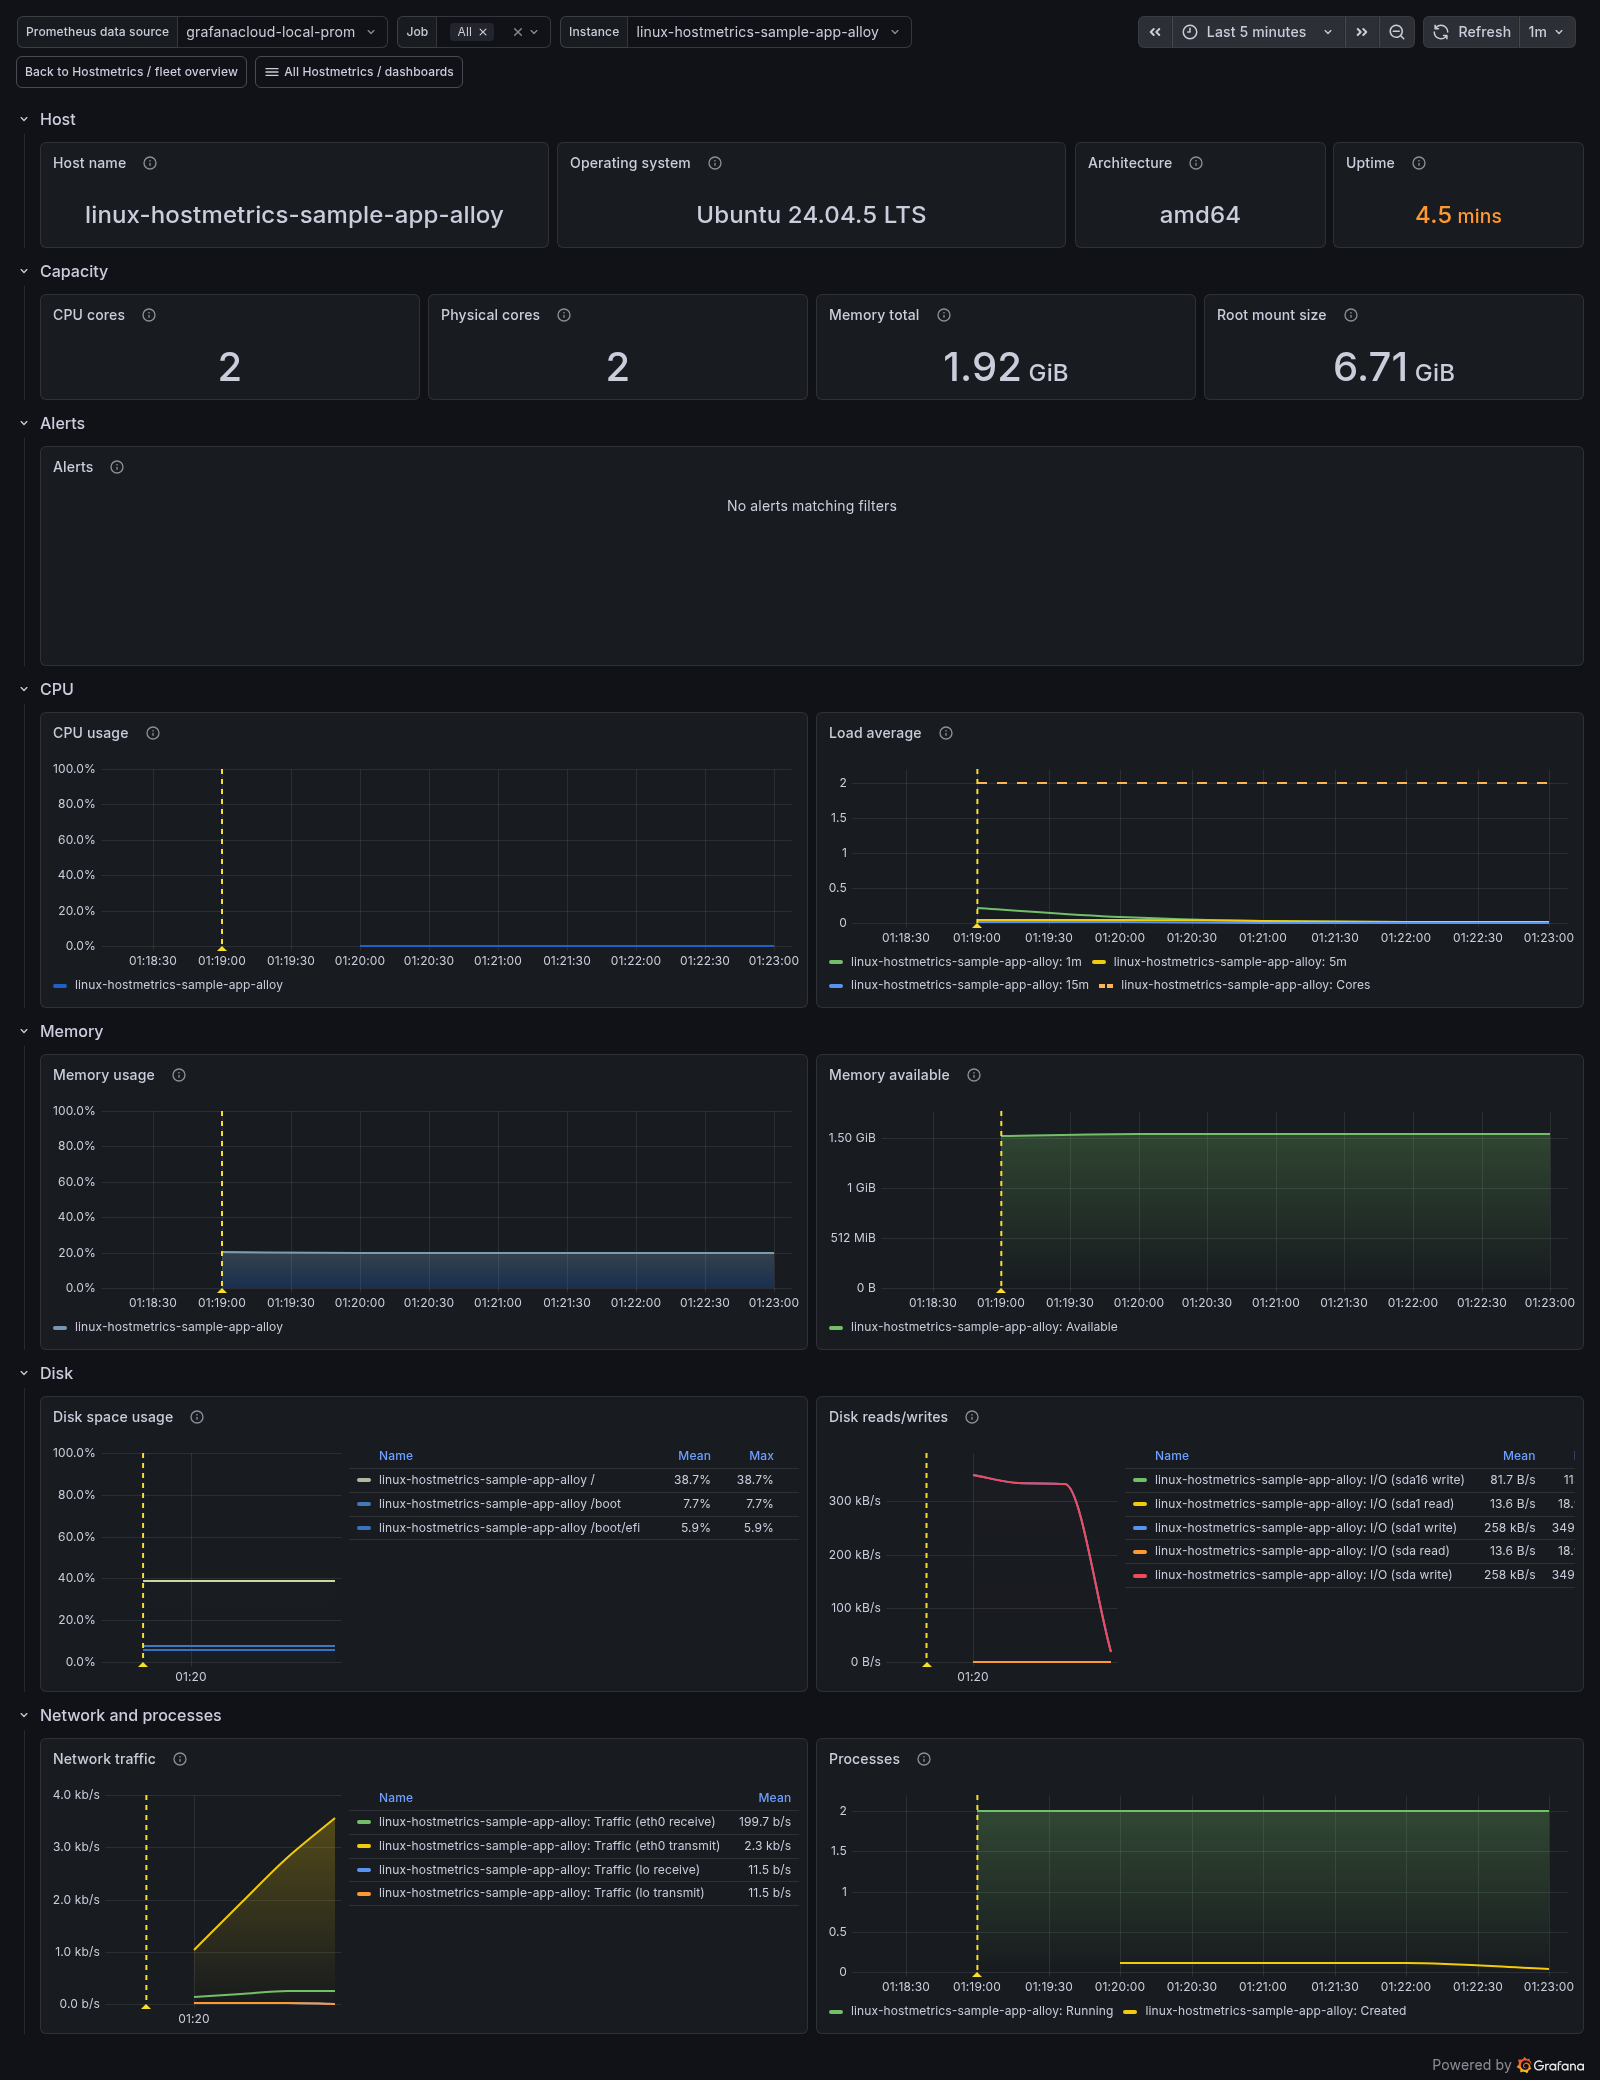 Prometheus data source grafanacloud-local-prom Job All Instance linux-hostmetrics-sample-app-alloy Last 5 minutes Refresh 1m
Back to Hostmetrics / fleet overview All Hostmetrics / dashboards
Host
Host name Operating system Architecture Uptime
linux-hostmetrics-sample-app-alloy Ubuntu 24.04.5 LTS amd64 4.5 mins
Capacity
CPU cores Physical cores Memory total Root mount size
2 2 1.92 GiB 6.71 GiB
Alerts
Alerts
No alerts matching filters
CPU
CPU usage
100.0%
80.0%
60.0%
40.0%
20.0%
0.0%
01:18:30 01:19:00 01:19:30 01:20:00 01:20:30 01:21:00 01:21:30 01:22:00 01:22:30 01:23:00
linux-hostmetrics-sample-app-alloy
Load average
2
1.5
1
0.5
0
01:18:30 01:19:00 01:19:30 01:20:00 01:20:30 01:21:00 01:21:30 01:22:00 01:22:30 01:23:00
linux-hostmetrics-sample-app-alloy: 1m linux-hostmetrics-sample-app-alloy: 5m
linux-hostmetrics-sample-app-alloy: 15m linux-hostmetrics-sample-app-alloy: Cores
Memory
Memory usage
100.0%
80.0%
60.0%
40.0%
20.0%
0.0%
01:18:30 01:19:00 01:19:30 01:20:00 01:20:30 01:21:00 01:21:30 01:22:00 01:22:30 01:23:00
linux-hostmetrics-sample-app-alloy
Memory available
1.50 GiB
1 GiB
512 MiB
0 B
01:18:30 01:19:00 01:19:30 01:20:00 01:20:30 01:21:00 01:21:30 01:22:00 01:22:30 01:23:00
linux-hostmetrics-sample-app-alloy: Available
Disk
Disk space usage
100.0%
80.0%
60.0%
40.0%
20.0%
0.0%
01:20
Name Mean Max
linux-hostmetrics-sample-app-alloy / 38.7% 38.7%
linux-hostmetrics-sample-app-alloy /boot 7.7% 7.7%
linux-hostmetrics-sample-app-alloy /boot/efi 5.9% 5.9%
Disk reads/writes
300 kB/s
200 kB/s
100 kB/s
0 B/s
01:20
Name Mean
linux-hostmetrics-sample-app-alloy: I/O (sda16 write) 81.7 B/s 11
linux-hostmetrics-sample-app-alloy: I/O (sda1 read) 13.6 B/s 18.
linux-hostmetrics-sample-app-alloy: I/O (sda1 write) 258 kB/s 349
linux-hostmetrics-sample-app-alloy: I/O (sda read) 13.6 B/s 18.
linux-hostmetrics-sample-app-alloy: I/O (sda write) 258 kB/s 349
Network and processes
Network traffic
4.0 kb/s
3.0 kb/s
2.0 kb/s
1.0 kb/s
0.0 b/s
01:20
Name Mean
linux-hostmetrics-sample-app-alloy: Traffic (eth0 receive) 199.7 b/s
linux-hostmetrics-sample-app-alloy: Traffic (eth0 transmit) 2.3 kb/s
linux-hostmetrics-sample-app-alloy: Traffic (lo receive) 11.5 b/s
linux-hostmetrics-sample-app-alloy: Traffic (lo transmit) 11.5 b/s
Processes
2
1.5
1
0.5
0
01:18:30 01:19:00 01:19:30 01:20:00 01:20:30 01:21:00 01:21:30 01:22:00 01:22:30 01:23:00
linux-hostmetrics-sample-app-alloy: Running linux-hostmetrics-sample-app-alloy: Created
Powered by Grafana